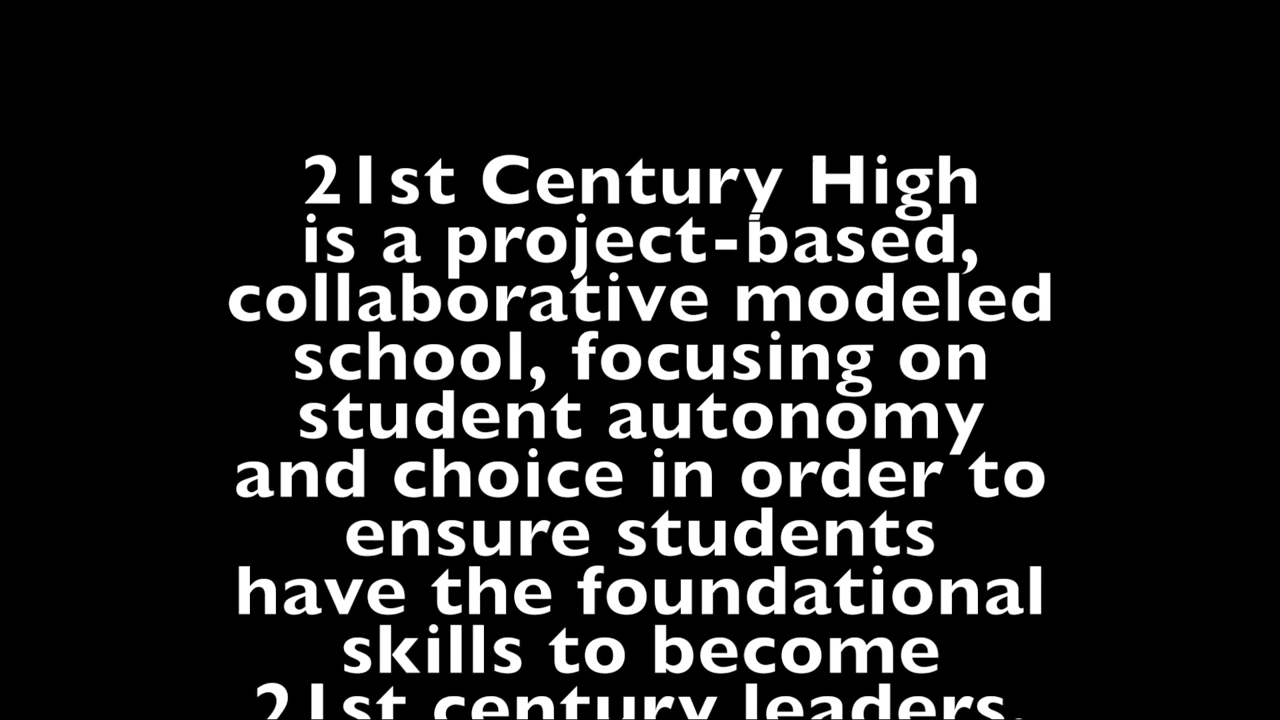 21st Century High
is a project-based,
collaborative modeled
school, focusing on
student autonomy
and choice in order to
ensure students
have the foundational
skills to become
21st century leaders.